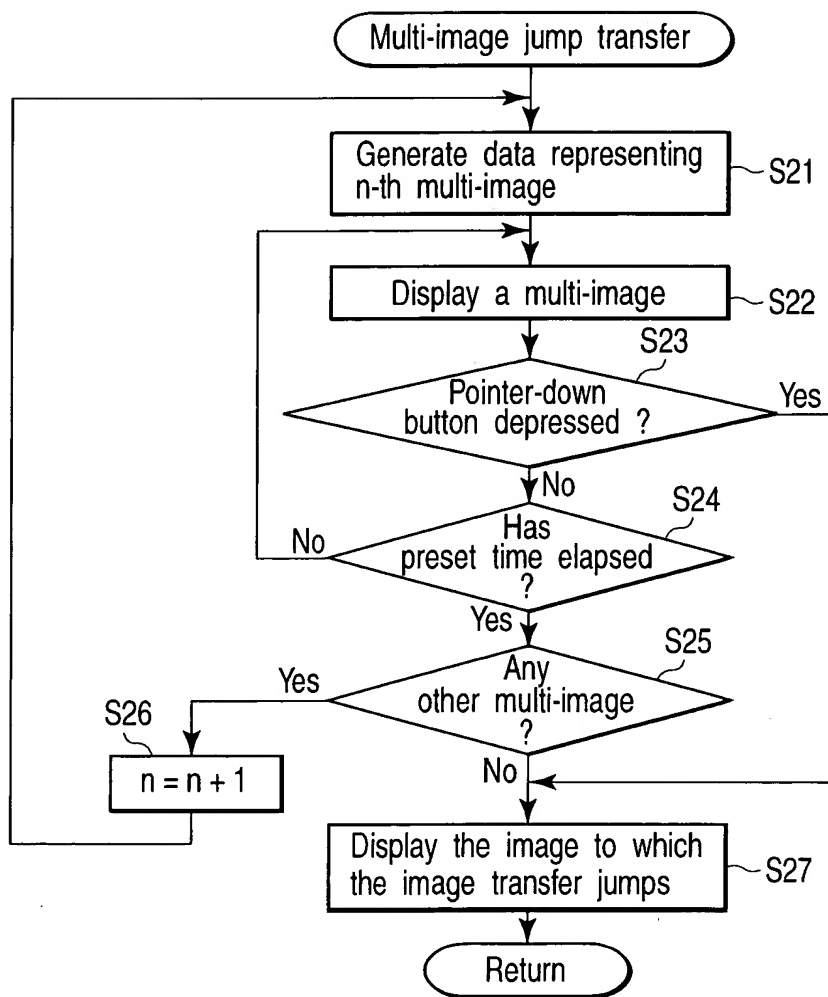 Multi-image jump transfer
Generate data representing
n-th multi-image
S21
Display a multi-image
S22
S23
Pointer-down
button depressed ?
Yes
No
S24
Has
preset time elapsed
?
No
Yes
S25
Any
other multi-image
?
Yes
No
S26
n = n + 1
Display the image to which
the image transfer jumps
S27
Return